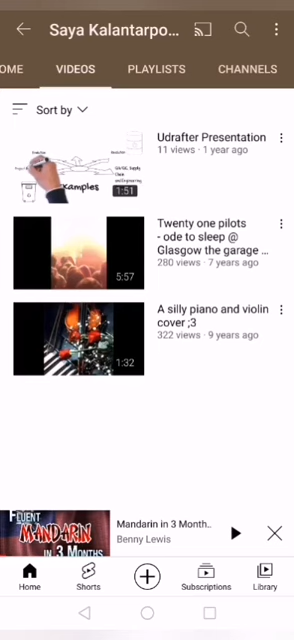 Saya Kalantarpo...
OME VIDEOS PLAYLISTS CHANNELS
Sort by
Udrafter Presentation
11 views · 1 year ago
Examples
1:51
Twenty one pilots
- ode to sleep @
Glasgow the garage ...
280 views · 7 years ago
5:57
A silly piano and violin
cover ;3
322 views · 9 years ago
1:32
FLUENT
MANDARIN
IN 3 MONTHS
Mandarin in 3 Month..
Benny Lewis
Home Shorts Subscriptions Library